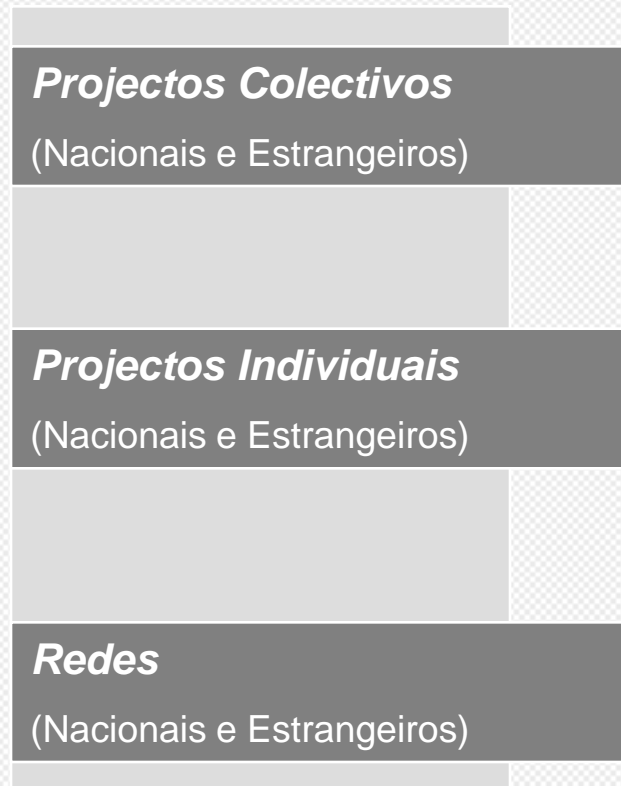 Projectos Colectivos
(Nacionais e Estrangeiros)
Projectos Individuais
(Nacionais e Estrangeiros)
Redes
(Nacionais e Estrangeiros)